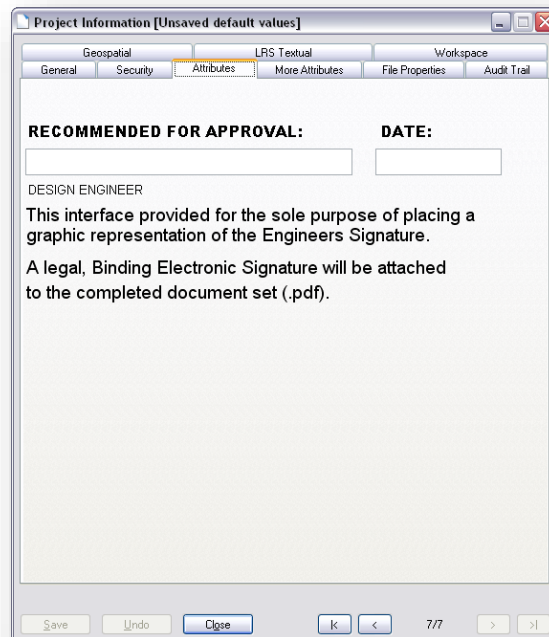 Project Information [Unsaved default values]
Geospatial LRS Textual Workspace
General Security Attributes More Attributes File Properties Audit Trail
RECOMMENDED FOR APPROVAL: DATE:
DESIGN ENGINEER
This interface provided for the sole purpose of placing a
graphic representation of the Engineers Signature.
A legal, Binding Electronic Signature will be attached
to the completed document set (.pdf).
Save Undo Close 7/7